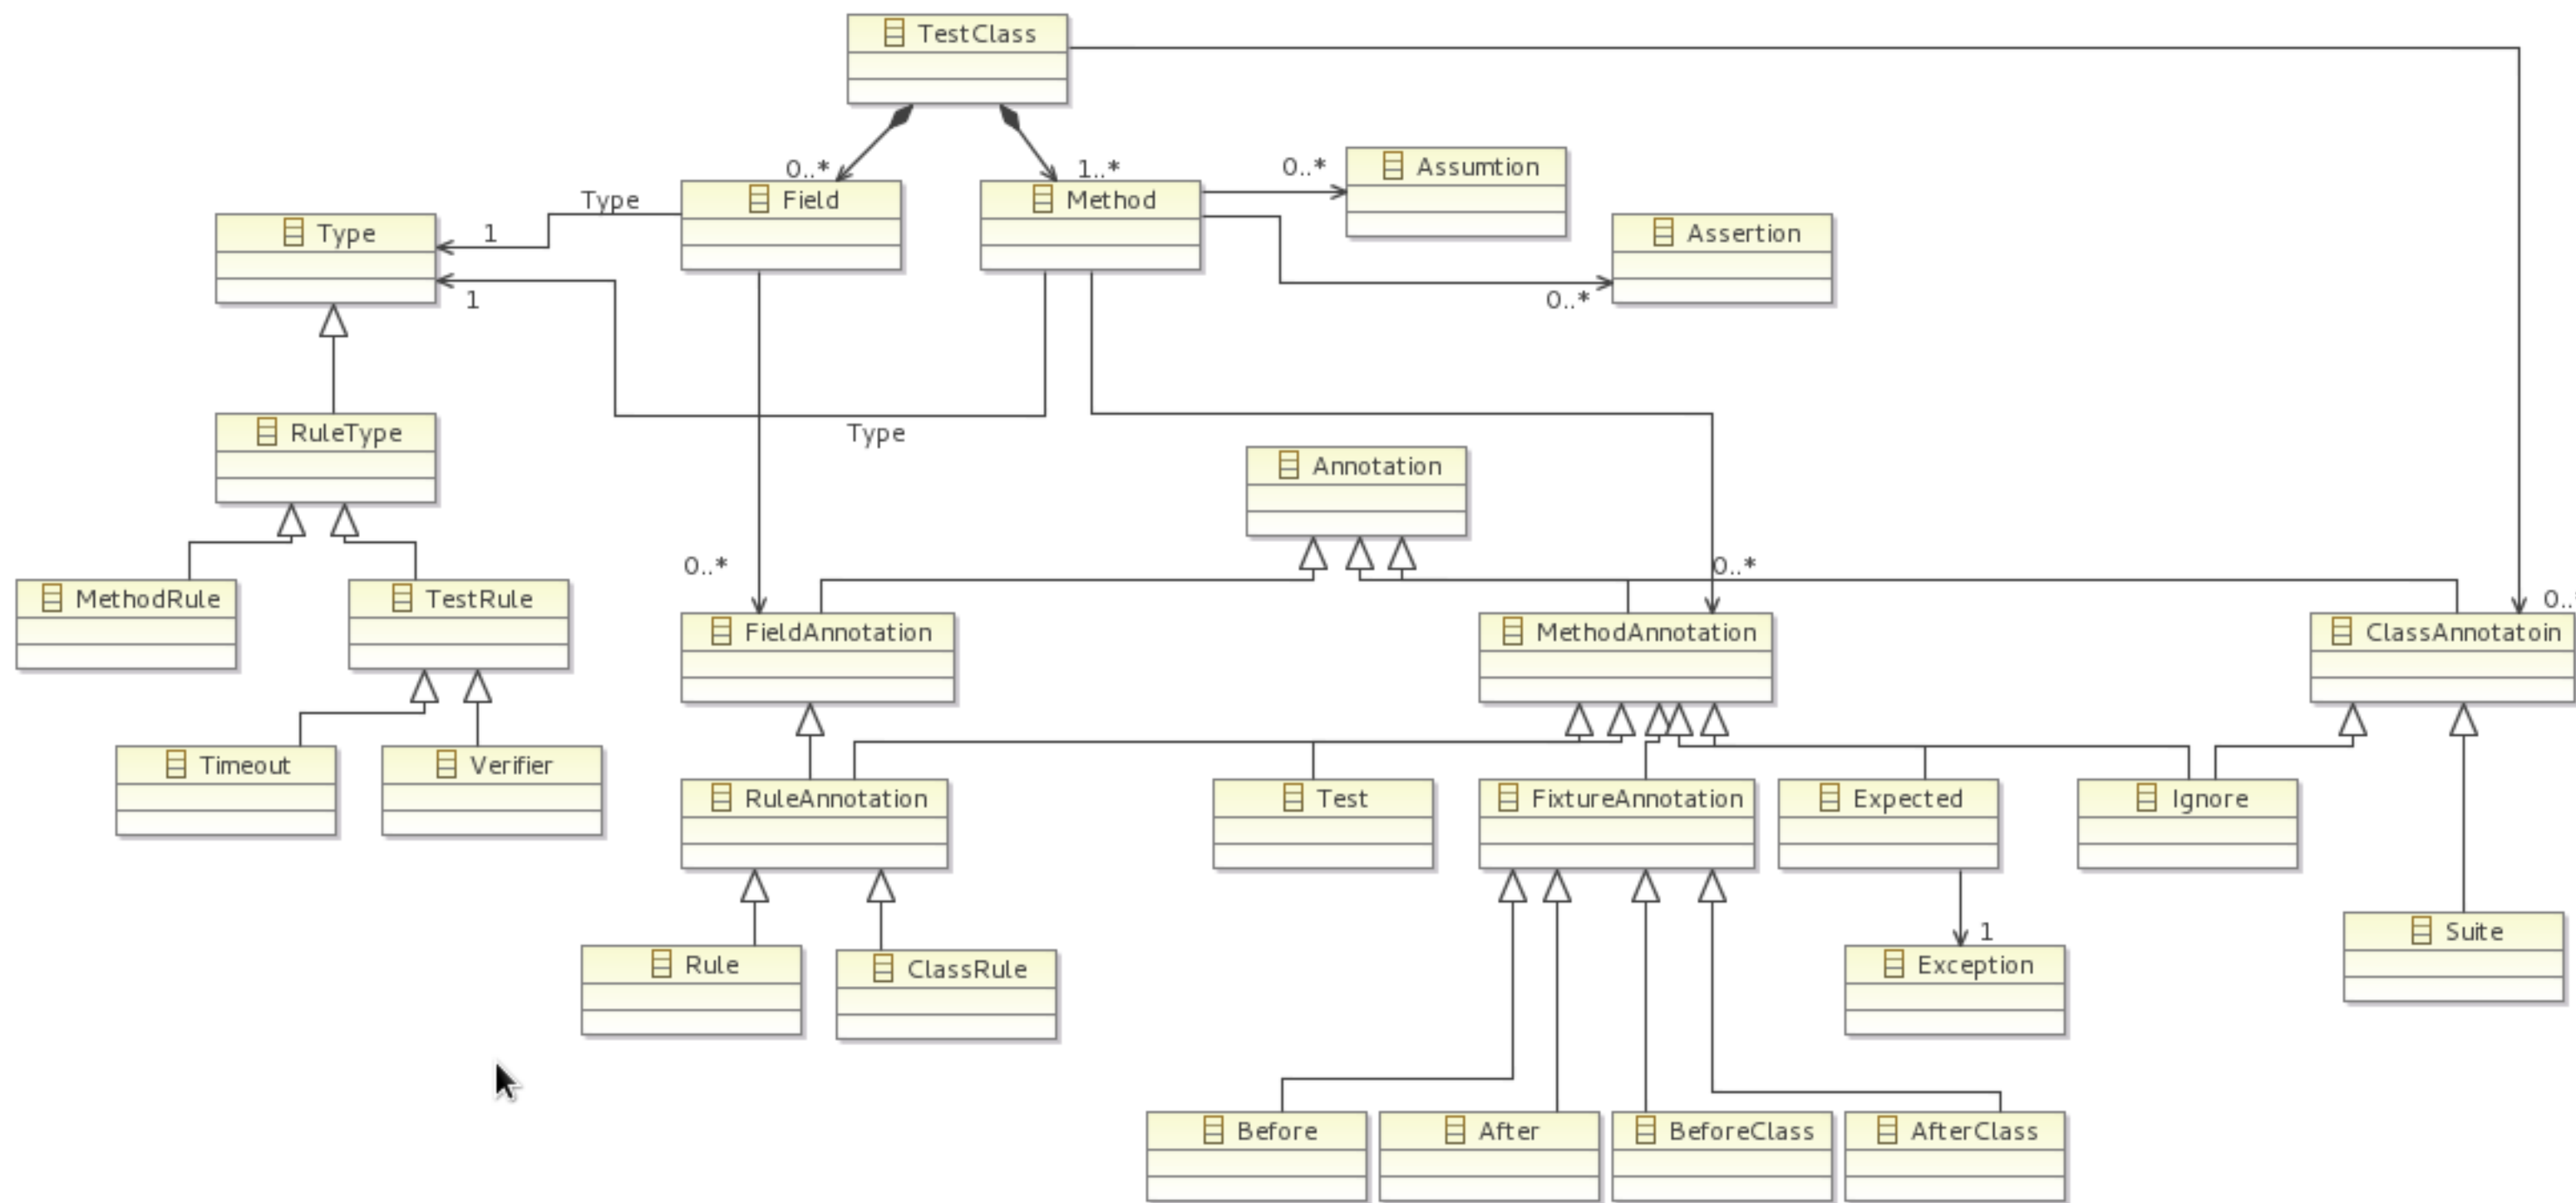 TestClass
0..*
1..*
0..*
Assumtion
Type
Field
Method
Type
1
Assertion
1
0..*
RuleType
Type
Annotation
0..*
0..*
MethodRule
TestRule
0..
FieldAnnotation
MethodAnnotation
ClassAnnotatoin
Timeout
Verifier
RuleAnnotation
Test
FixtureAnnotation
Expected
Ignore
1
Suite
Rule
ClassRule
Exception
Before
After
BeforeClass
AfterClass